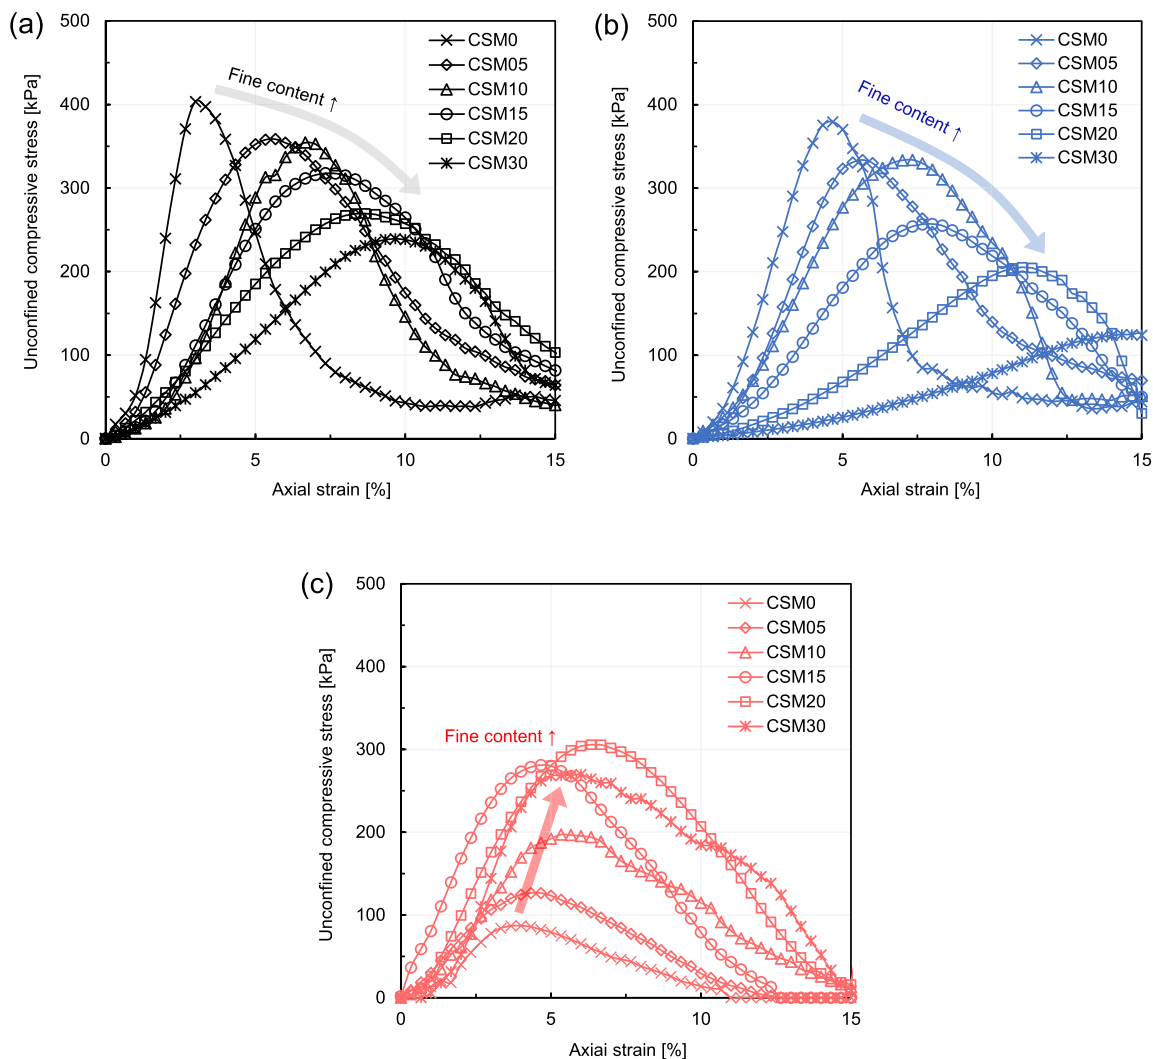 (a)
Unconfined compressive stress [kPa]
500
400
300
200
100
0
0
5
10
15
Axial strain [%]
Fine content ↑
CSM0
CSM05
CSM10
CSM15
CSM20
CSM30
(b)
Unconfined compressive stress [kPa]
500
400
300
200
100
0
0
5
10
15
Axial strain [%]
Fine content ↑
CSM0
CSM05
CSM10
CSM15
CSM20
CSM30
(c)
Unconfined compressive stress [kPa]
500
400
300
200
100
0
0
5
10
15
Axiai strain [%]
Fine content ↑
CSM0
CSM05
CSM10
CSM15
CSM20
CSM30